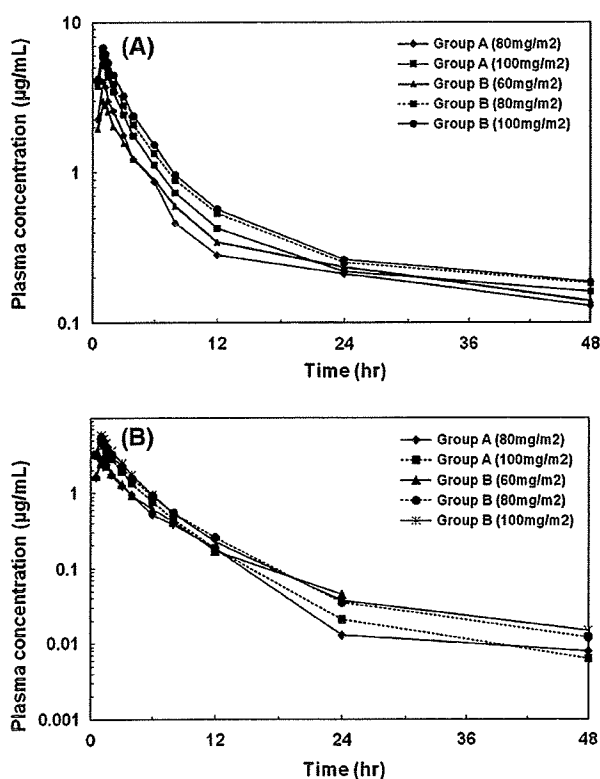 10
(A)
Group A (80mg/m2)
Group A (100mg/m2)
Group B (60mg/m2)
Group B (80mg/m2)
Group B (100mg/m2)
Plasma concentration (µg/mL)
1
0.1
0 12 24 36 48
Time (hr)
(B)
Group A (80mg/m2)
Group A (100mg/m2)
Group B (60mg/m2)
Group B (80mg/m2)
Group B (100mg/m2)
Plasma concentration (µg/mL)
1
0.1
0.01
0.001
0 12 24 36 48
Time (hr)